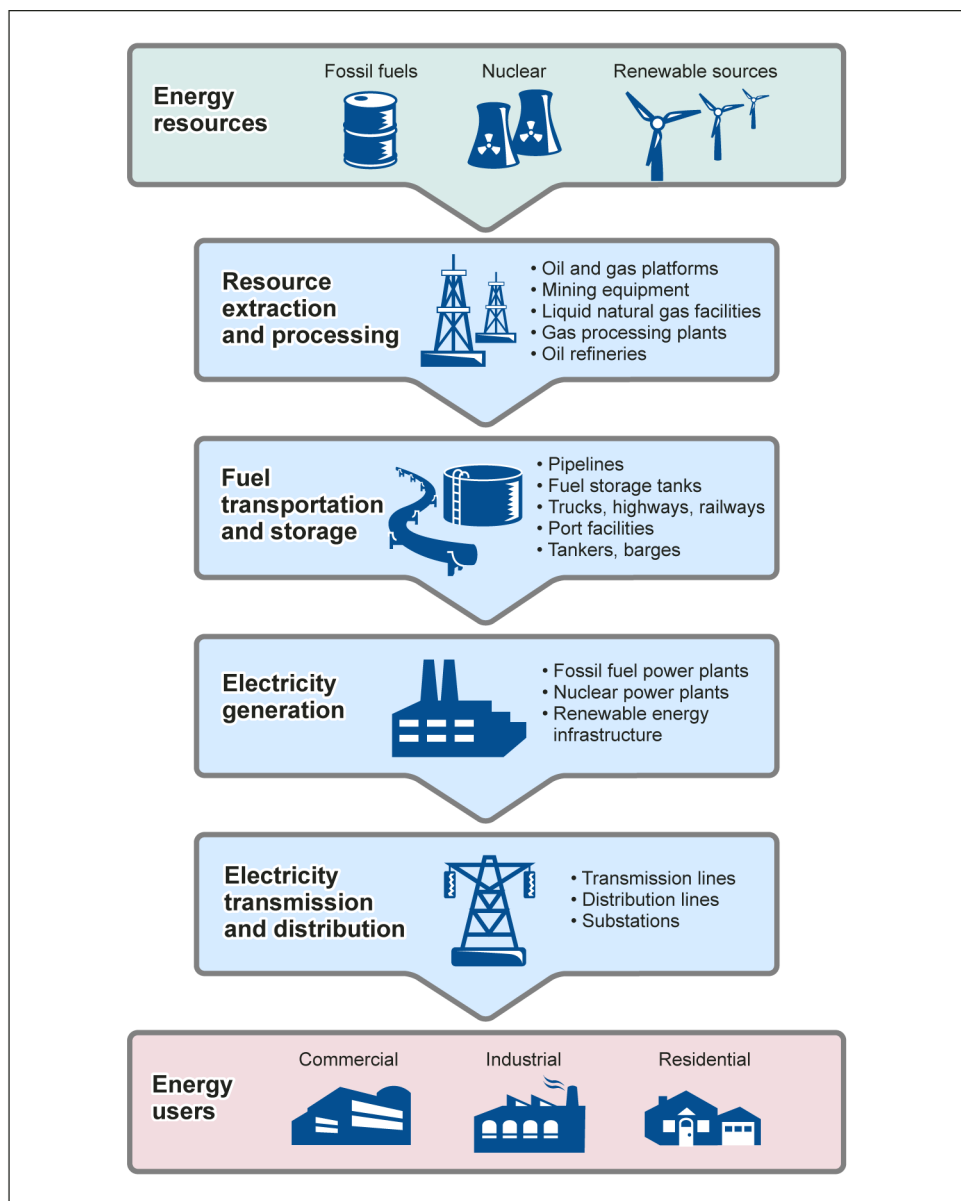 Fossil fuels
Nuclear
Renewable sources
Energy
resources
Resource
extraction
and processing
• Oil and gas platforms
• Mining equipment
• Liquid natural gas facilities
• Gas processing plants
• Oil refineries
Fuel
transportation
and storage
• Pipelines
• Fuel storage tanks
• Trucks, highways, railways
• Port facilities
• Tankers, barges
Electricity
generation
• Fossil fuel power plants
• Nuclear power plants
• Renewable energy
infrastructure
Electricity
transmission
and distribution
• Transmission lines
• Distribution lines
• Substations
Energy
users
Commercial
Industrial
Residential